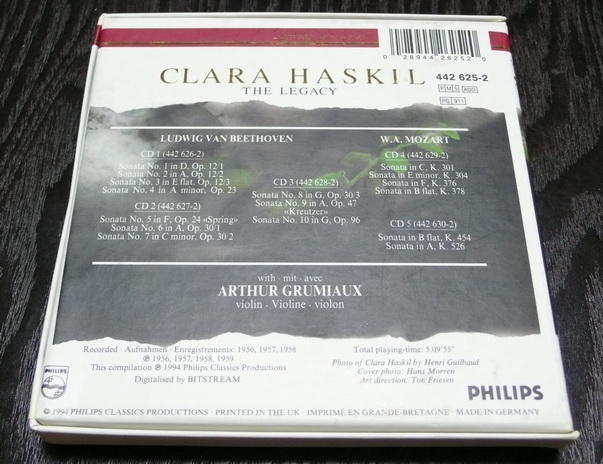 0 28944 26252 0
CLARA HASKIL
THE LEGACY
442 625-2
P M S ADD
PG 911
LUDWIG VAN BEETHOVEN
CD 1 (442 626-2)
Sonata No. 1 in D, Op. 12/1
Sonata No. 2 in A, Op. 12/2
Sonata No. 3 in E flat, Op. 12/3
Sonata No. 4 in A minor, Op. 23
CD 2 (442 627-2)
Sonata No. 5 in F, Op. 24 «Spring»
Sonata No. 6 in A, Op. 30/1
Sonata No. 7 in C minor, Op. 30/2
CD 3 (442 628-2)
Sonata No. 8 in G, Op. 30/3
Sonata No. 9 in A, Op. 47
«Kreutzer»
Sonata No. 10 in G, Op. 96
W.A. MOZART
CD 4 (442 629-2)
Sonata in C, K. 301
Sonata in E minor, K. 304
Sonata in F, K. 376
Sonata in B flat, K. 378
CD 5 (442 630-2)
Sonata in B flat, K. 454
Sonata in A, K. 526
with · mit · avec
ARTHUR GRUMIAUX
violin · Violine · violon
Recorded · Aufnahmen · Enregistrements: 1956, 1957, 1958
℗ 1956, 1957, 1958, 1959
This compilation ℗ 1994 Philips Classics Productions
Digitalised by BITSTREAM
Total playing-time: 5.09'55"
Photo of Clara Haskil by Henri Guilbaud
Cover photo: Hans Morren
Art direction: Ton Friesen
PHILIPS
PHILIPS
© 1994 PHILIPS CLASSICS PRODUCTIONS · PRINTED IN THE UK · IMPRIMÉ EN GRANDE-BRETAGNE · MADE IN GERMANY